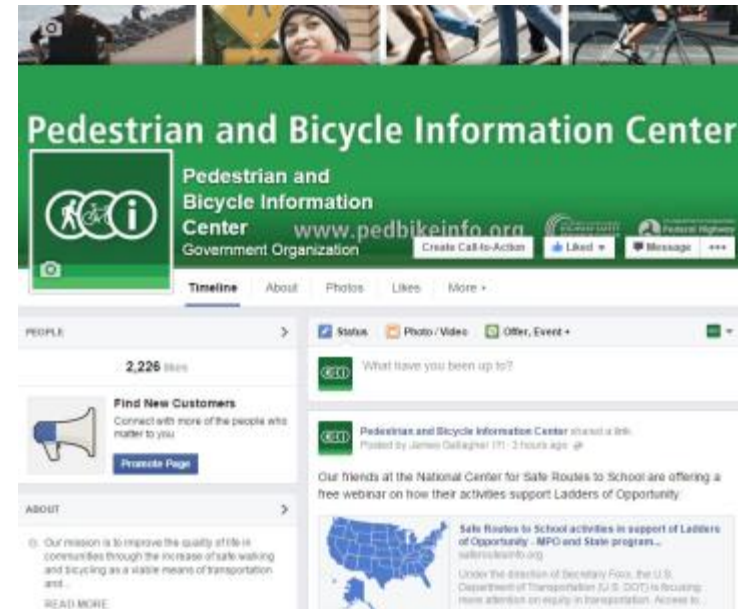 Pedestrian and Bicycle Information Center
Pedestrian and
Bicycle Information
Center
www.pedbikeinfo.org
Government Organization
Create Call-to-Action
Liked
Message
Federal Highway
Timeline
About
Photos
Likes
More
PEOPLE
2,226 likes
Find New Customers
Connect with more of the people who
matter to you
Promote Page
ABOUT
Our mission is to improve the quality of life in
communities through the increase of safe walking
and bicycling as a viable means of transportation
and...
READ MORE
Status
Photo / Video
Offer, Event +
What have you been up to?
Pedestrian and Bicycle Information Center shared a link.
Posted by James Gallagher [?] · 3 hours ago
Our friends at the National Center for Safe Routes to School are offering a
free webinar on how their activities support Ladders of Opportunity.
Safe Routes to School activities in support of Ladders
of Opportunity - MPO and State program...
saferoutesinfo.org
Under the direction of Secretary Foxx, the U.S.
Department of Transportation (U.S. DOT) is focusing
more attention on equity in transportation. Access to...